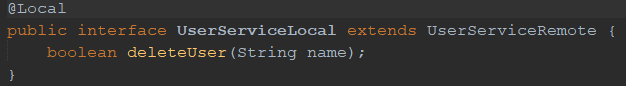 @Local
public interface UserServiceLocal extends UserServiceRemote {
    boolean deleteUser(String name);
}